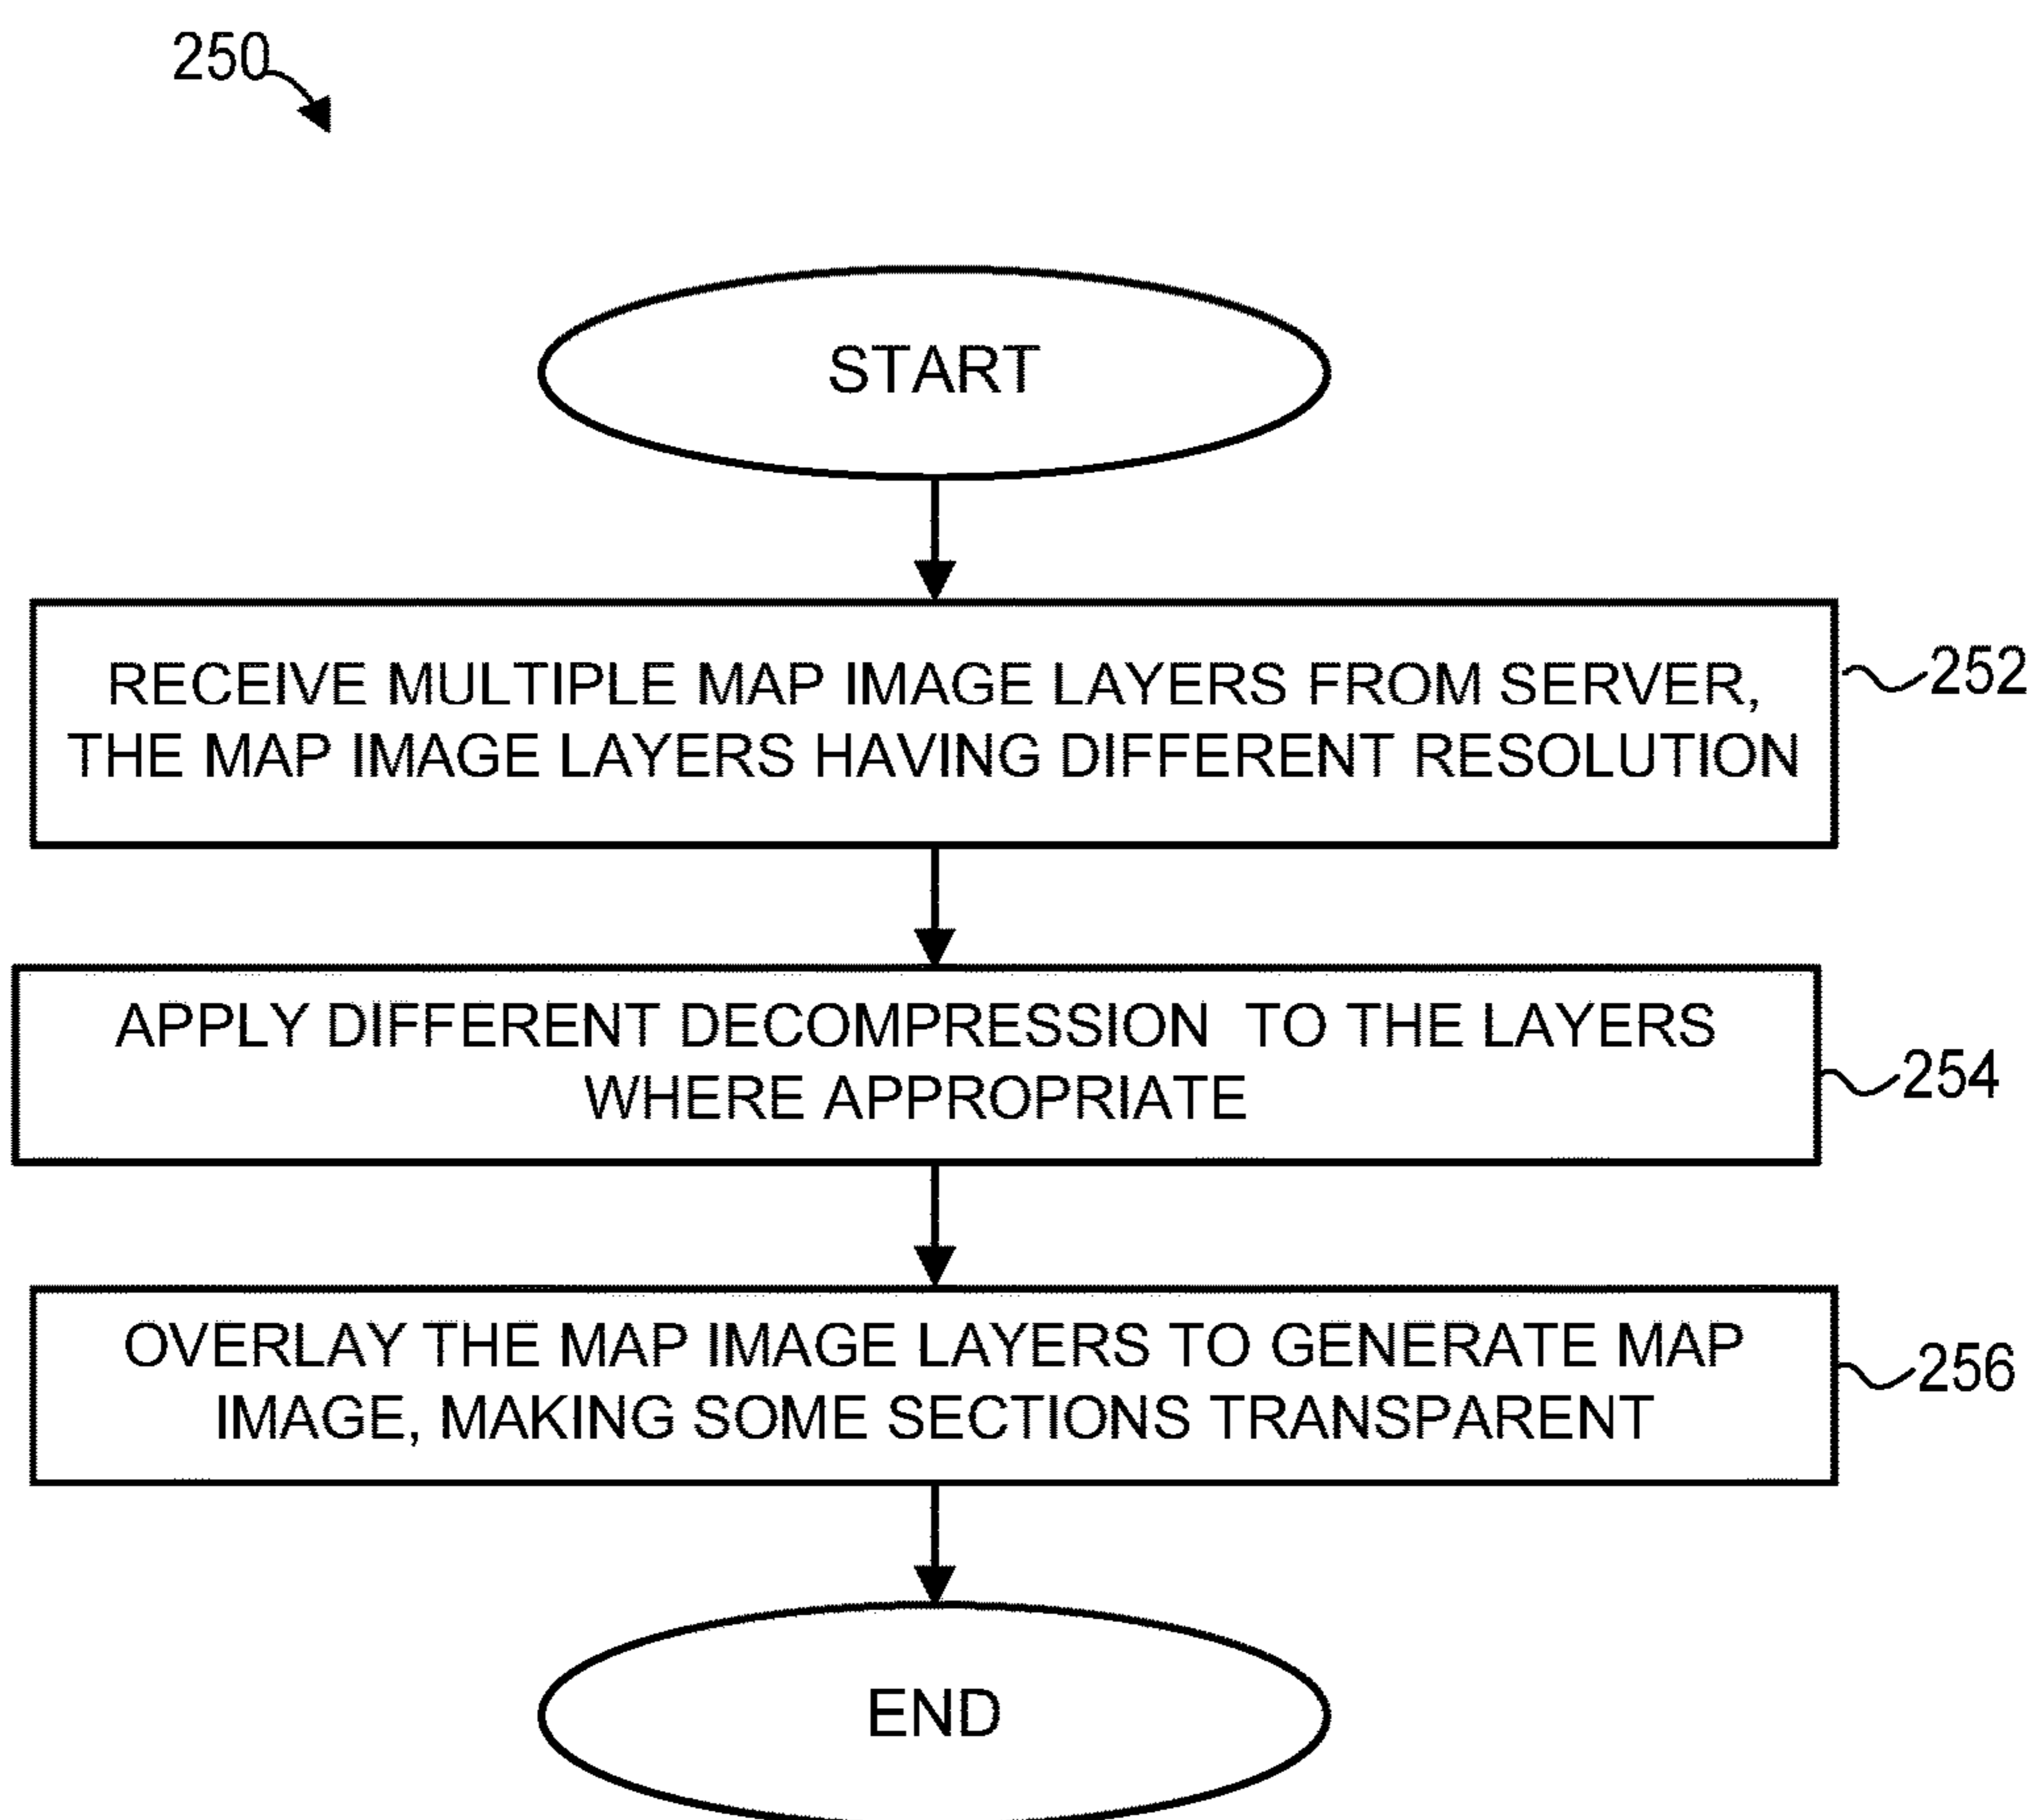 250
START
RECEIVE MULTIPLE MAP IMAGE LAYERS FROM SERVER,
THE MAP IMAGE LAYERS HAVING DIFFERENT RESOLUTION
252
APPLY DIFFERENT DECOMPRESSION TO THE LAYERS
WHERE APPROPRIATE
254
OVERLAY THE MAP IMAGE LAYERS TO GENERATE MAP
IMAGE, MAKING SOME SECTIONS TRANSPARENT
256
END